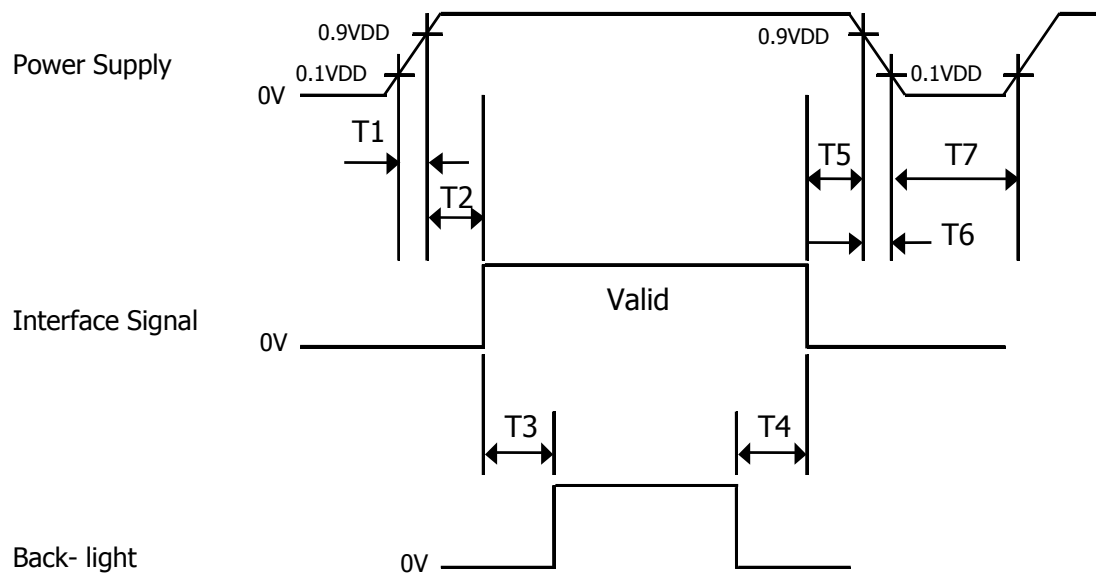 0.9VDD
0.9VDD
Power Supply
0.1VDD
0.1VDD
0V
T1
T5
T7
T2
T6
Valid
Interface Signal
0V
T3
T4
Back- light
0V